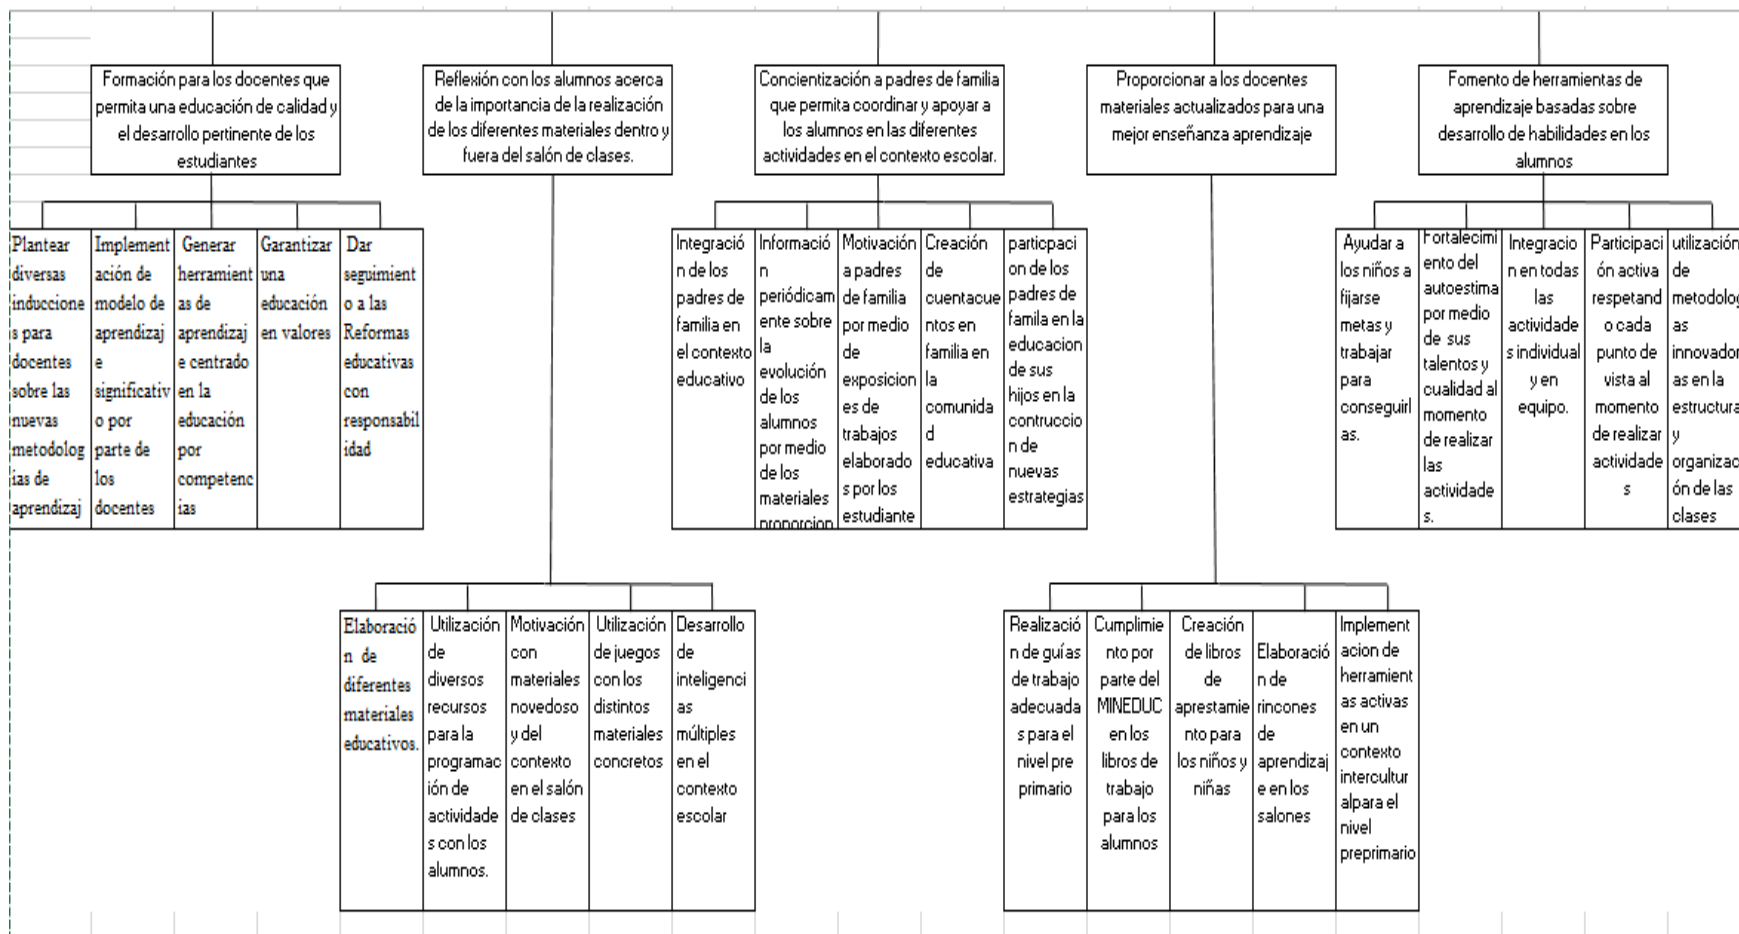 Formación para los docentes que
permita una educación de calidad y
el desarrollo pertinente de los
estudiantes
Reflexión con los alumnos acerca
de la importancia de la realización
de los diferentes materiales dentro y
fuera del salón de clases.
Concientización a padres de familia
que permita coordinar y apoyar a
los alumnos en las diferentes
actividades en el contexto escolar.
Proporcionar a los docentes
materiales actualizados para una
mejor enseñanza aprendizaje
Fomento de herramientas de
aprendizaje basadas sobre
desarrollo de habilidades en los
alumnos
Plantear
diversas
induccione
s para
docentes
sobre las
nuevas
metodolog
ias de
aprendizaj
Implement
ación de
modelo de
aprendizaj
e
significativ
o por
parte de
los
docentes
Generar
herramient
as de
aprendizaj
e centrado
en la
educación
por
competenc
ias
Garantizar
una
educación
en valores
Dar
seguimient
o a las
Reformas
educativas
con
responsabil
idad
Integració
n de los
padres de
familia en
el contexto
educativo
Informació
n
periódicam
ente sobre
la
evolución
de los
alumnos
por medio
de los
materiales
proporcion
Motivación
a padres
de familia
por medio
de
exposicion
es de
trabajos
elaborado
s por los
estudiante
Creación
de
cuentacue
ntos en
familia en
la
comunida
d
educativa
particpaci
on de los
padres de
famila en la
educacion
de sus
hijos en la
contruccio
n de
nuevas
estrategias
Ayudar a
los niños a
fijarse
metas y
trabajar
para
conseguirl
as.
Fortalecimi
ento del
autoestima
por medio
de sus
talentos y
cualidad al
momento
de realizar
las
actividade
s.
Integracio
n en todas
las
actividade
s individual
y en
equipo.
Participaci
ón activa
respetand
o cada
punto de
vista al
momento
de realizar
actividade
s
utilización
de
metodolog
as
innovador
as en la
estructura
y
organizac
ón de las
clases
Elaboració
n de
diferentes
materiales
educativos.
Utilización
de
diversos
recursos
para la
programac
ión de
actividade
s con los
alumnos.
Motivación
con
materiales
novedoso
y del
contexto
en el salón
de clases
Utilización
de juegos
con los
distintos
materiales
concretos
Desarrollo
de
inteligenci
as
múltiples
en el
contexto
escolar
Realizació
n de guías
de trabajo
adecuada
s para el
nivel pre
primario
Cumplimie
nto por
parte del
MINEDUC
en los
libros de
trabajo
para los
alumnos
Creación
de libros
de
aprestamie
nto para
los niños y
niñas
Elaboració
n de
rincones
de
aprendizaj
e en los
salones
Implement
acion de
herramient
as activas
en un
contexto
intercultur
alpara el
nivel
preprimario